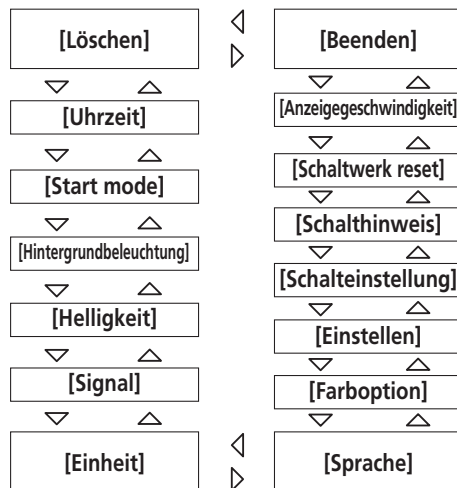 [Löschen]
[Uhrzeit]
[Start mode]
[Hintergrundbeleuchtung]
[Helligkeit]
[Signal]
[Einheit]
[Beenden]
[Anzeigegeschwindigkeit]
[Schaltwerk reset]
[Schalthinweis]
[Schalteinstellung]
[Einstellen]
[Farboption]
[Sprache]